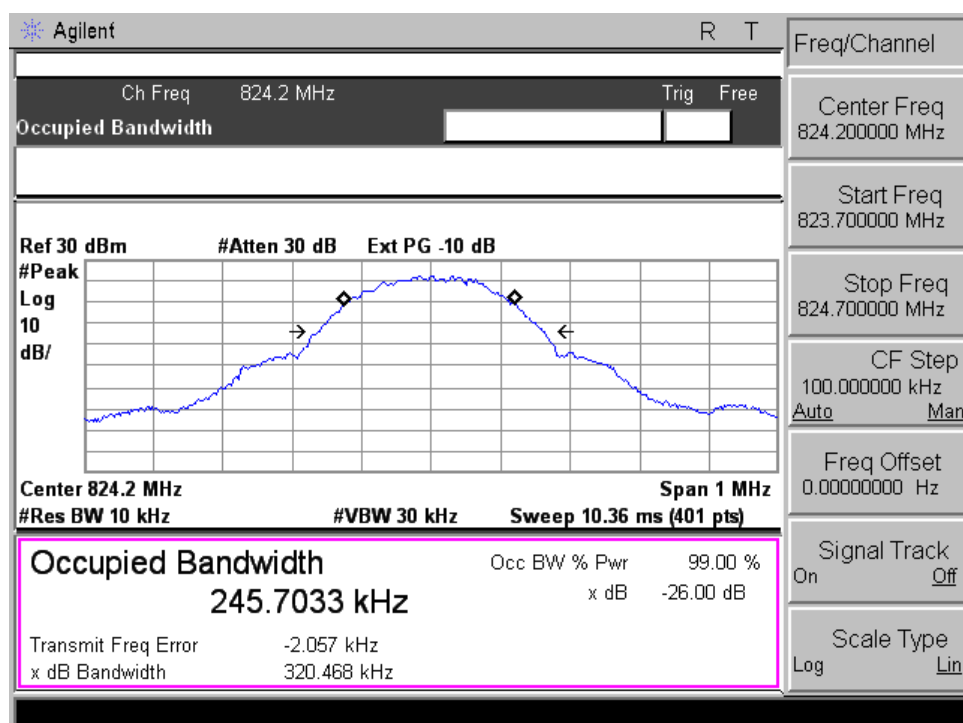 Agilent R T
Freq/Channel
Ch Freq 824.2 MHz Trig Free
Occupied Bandwidth
Center Freq
824.200000 MHz
Start Freq
823.700000 MHz
Ref 30 dBm #Atten 30 dB Ext PG -10 dB
#Peak
Log
10
dB/
Stop Freq
824.700000 MHz
CF Step
100.000000 kHz
Auto Man
Freq Offset
0.00000000 Hz
Center 824.2 MHz Span 1 MHz
#Res BW 10 kHz #VBW 30 kHz Sweep 10.36 ms (401 pts)
Occupied Bandwidth
245.7033 kHz
Occ BW % Pwr 99.00 %
x dB -26.00 dB
Transmit Freq Error -2.057 kHz
x dB Bandwidth 320.468 kHz
Signal Track
On Off
Scale Type
Log Lin